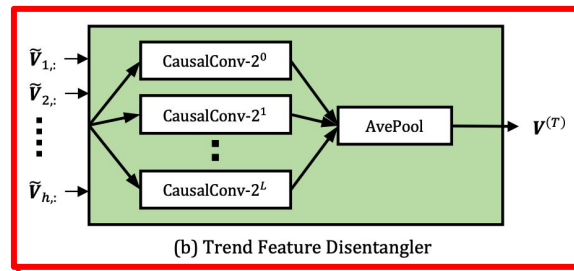 Ṽ₁,:
CausalConv-2⁰
Ṽ₂,:
CausalConv-2¹
AvePool
V⁽ᵀ⁾
CausalConv-2ᴸ
Ṽₕ,:
(b) Trend Feature Disentangler